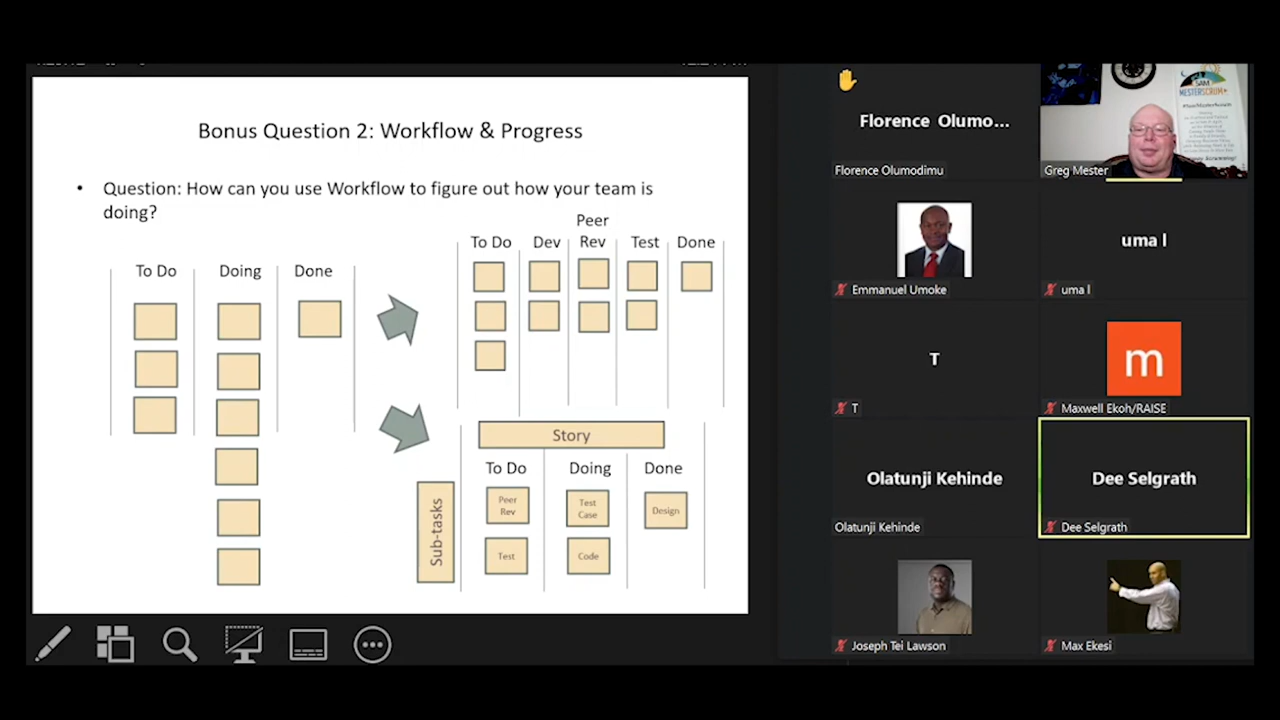 Bonus Question 2: Workflow & Progress
• Question: How can you use Workflow to figure out how your team is
doing?
To Do Doing Done
Peer
To Do Dev Rev Test Done
Story
To Do Doing Done
Sub-tasks
Peer
Rev
Test
Case
Design
Test
Code
Florence Olumo...
Florence Olumodimu
SAM
MESTERSCRUM
Greg Mester
Emmanuel Umoke
uma l
uma l
T
T
m
Maxwell Ekoh/RAISE
Olatunji Kehinde
Olatunji Kehinde
Dee Selgrath
Dee Selgrath
Joseph Tei Lawson
Max Ekesi